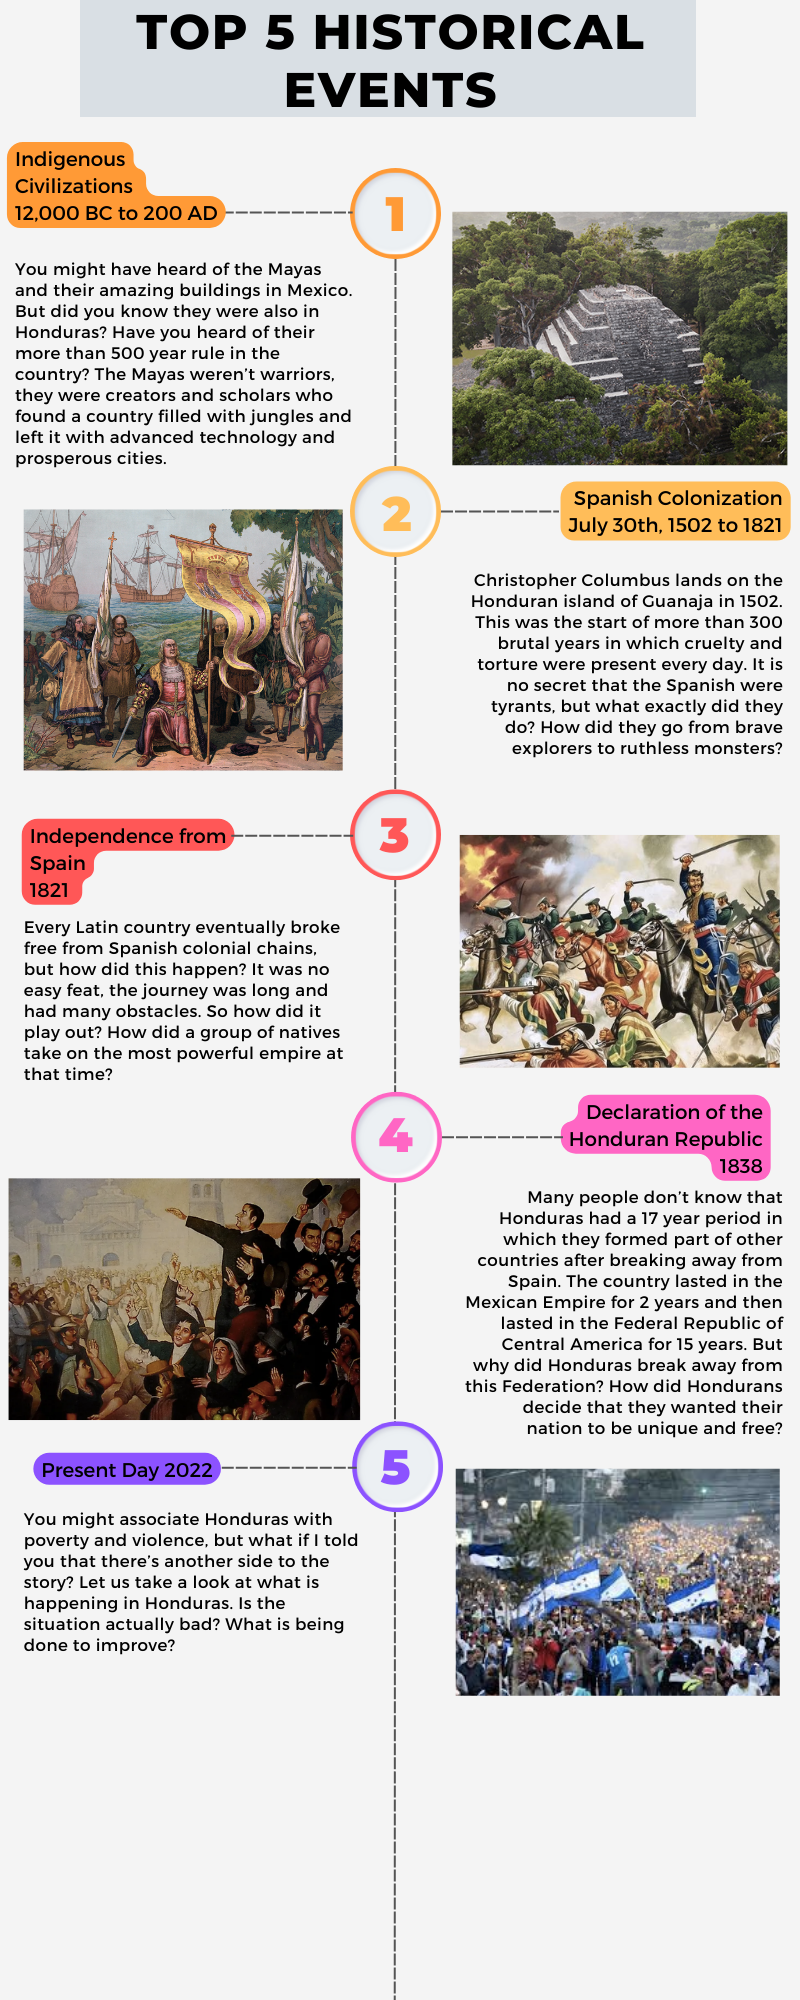 TOP 5 HISTORICAL
EVENTS
Indigenous
Civilizations
12,000 BC to 200 AD
1
You might have heard of the Mayas
and their amazing buildings in Mexico.
But did you know they were also in
Honduras? Have you heard of their
more than 500 year rule in the
country? The Mayas weren't warriors,
they were creators and scholars who
found a country filled with jungles and
left it with advanced technology and
prosperous cities.
2
Spanish Colonization
July 30th, 1502 to 1821
Christopher Columbus lands on the
Honduran island of Guanaja in 1502.
This was the start of more than 300
brutal years in which cruelty and
torture were present every day. It is
no secret that the Spanish were
tyrants, but what exactly did they
do? How did they go from brave
explorers to ruthless monsters?
Independence from
Spain
1821
3
Every Latin country eventually broke
free from Spanish colonial chains,
but how did this happen? It was no
easy feat, the journey was long and
had many obstacles. So how did it
play out? How did a group of natives
take on the most powerful empire at
that time?
4
Declaration of the
Honduran Republic
1838
Many people don't know that
Honduras had a 17 year period in
which they formed part of other
countries after breaking away from
Spain. The country lasted in the
Mexican Empire for 2 years and then
lasted in the Federal Republic of
Central America for 15 years. But
why did Honduras break away from
this Federation? How did Hondurans
decide that they wanted their
nation to be unique and free?
Present Day 2022
5
You might associate Honduras with
poverty and violence, but what if I told
you that there's another side to the
story? Let us take a look at what is
happening in Honduras. Is the
situation actually bad? What is being
done to improve?